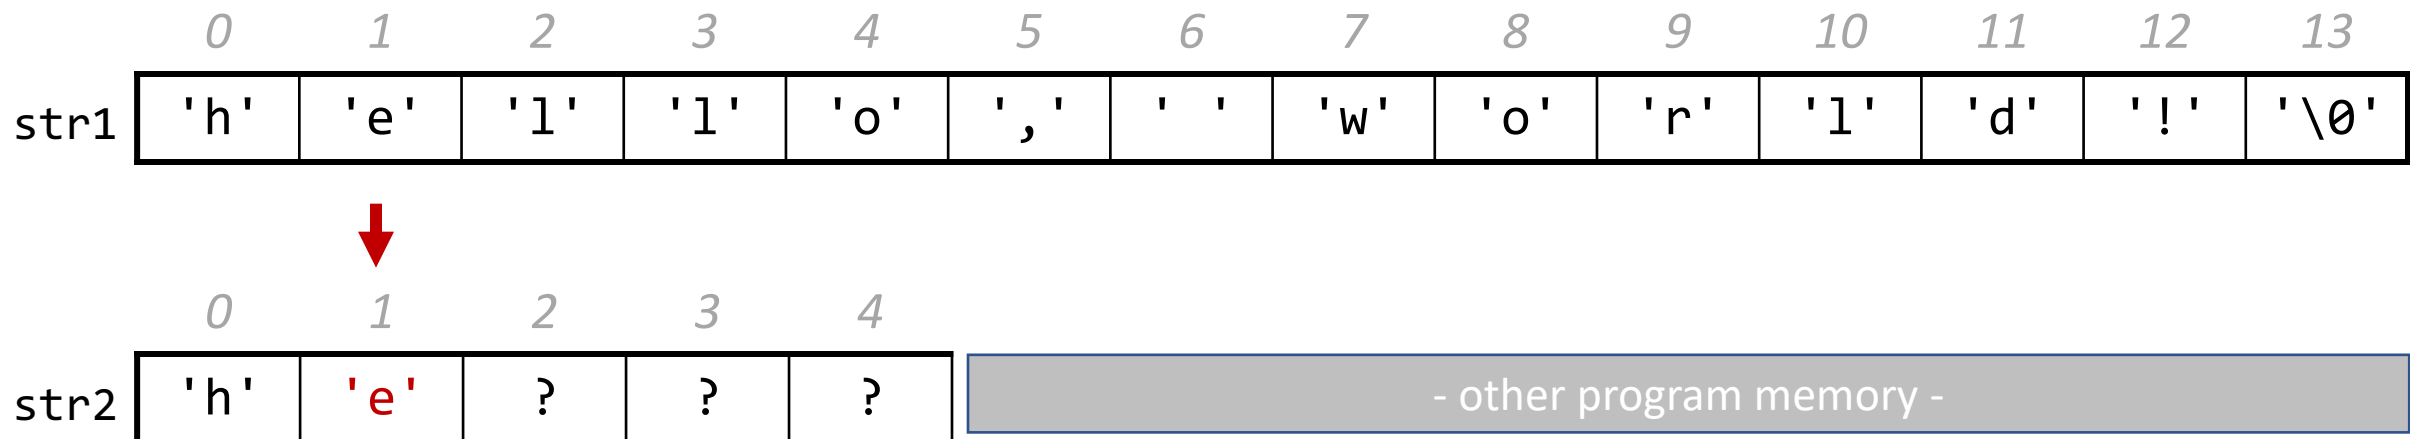 0 1 2 3 4 5 6 7 8 9 10 11 12 13
str1 'h' 'e' 'l' 'l' 'o' ',' ' ' 'w' 'o' 'r' 'l' 'd' '!' '\0'
0 1 2 3 4
str2 'h' 'e' ? ? ? - other program memory -